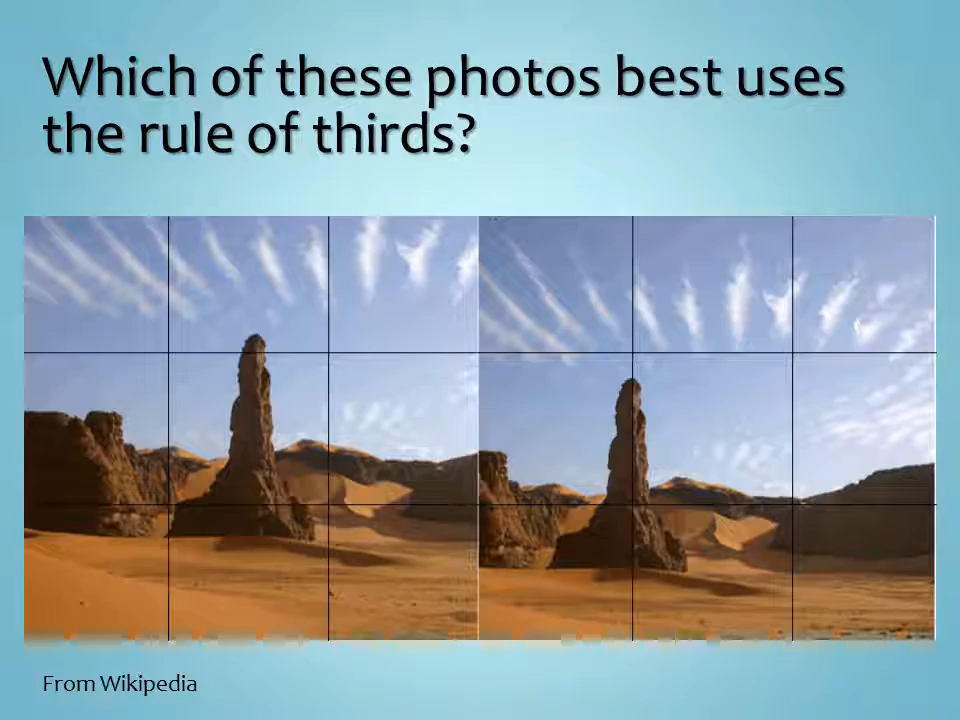 Which of these photos best uses
the rule of thirds?
From Wikipedia